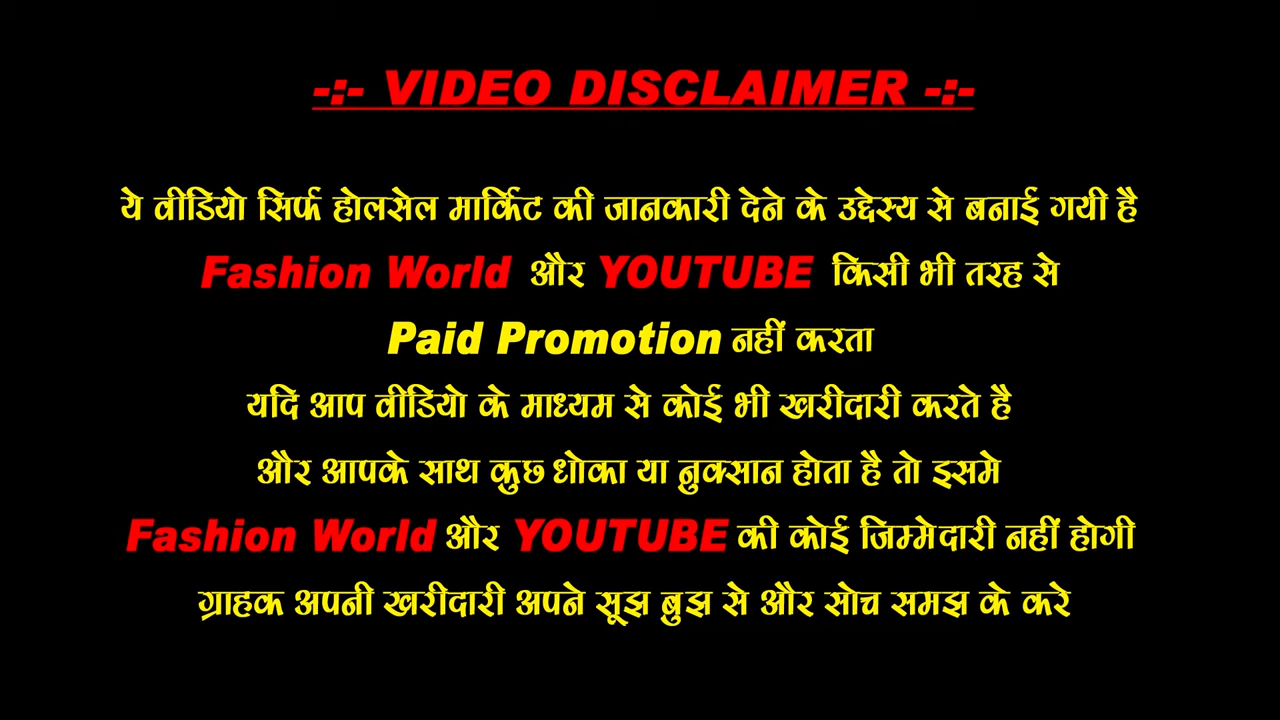 -:- VIDEO DISCLAIMER -:-
ये वीडियो सिर्फ होलसेल मार्किट की जानकारी देने के उद्देस्य से बनाई गयी है
Fashion World और YOUTUBE किसी भी तरह से
Paid Promotion नहीं करता
यदि आप वीडियो के माध्यम से कोई भी खरीदारी करते है
और आपके साथ कुछ धोका या नुक्सान होता है तो इसमे
Fashion World और YOUTUBE की कोई जिम्मेदारी नहीं होगी
ग्राहक अपनी खरीदारी अपने सूझ बुझ से और सोच समझ के करे